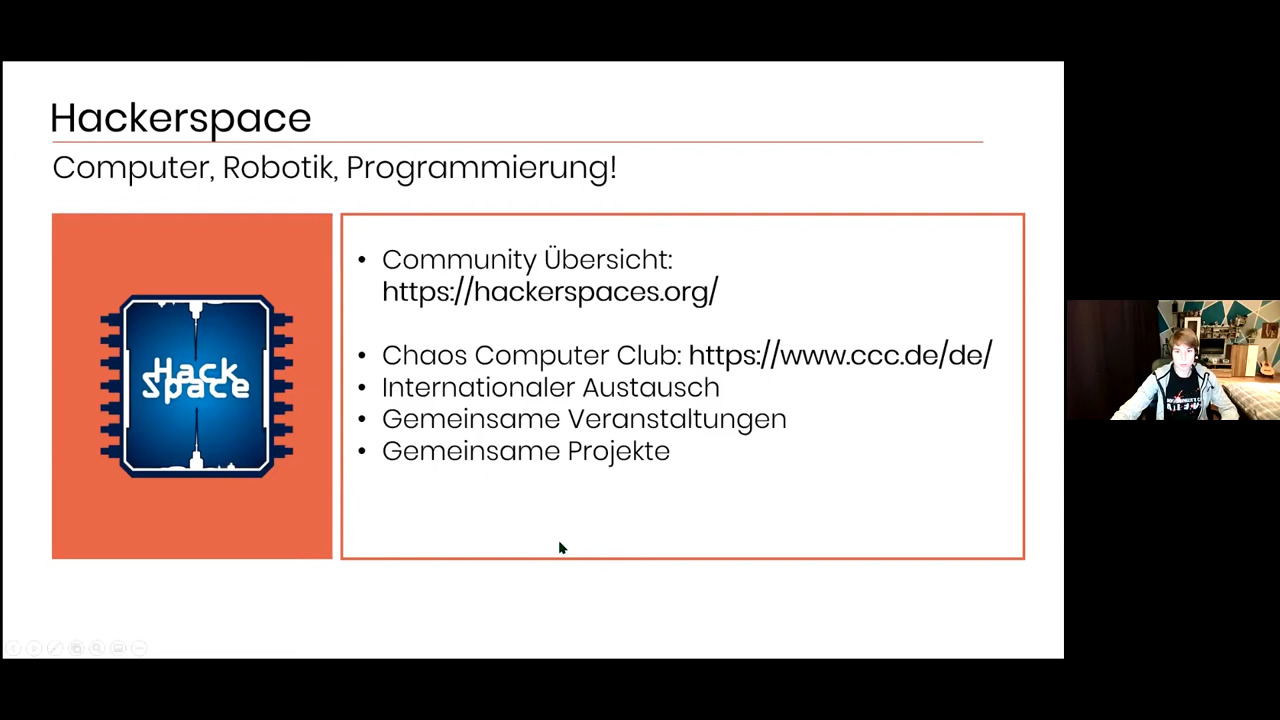 Hackerspace
Computer, Robotik, Programmierung!
Hack
Space
• Community Übersicht:
https://hackerspaces.org/
• Chaos Computer Club: https://www.ccc.de/de/
• Internationaler Austausch
• Gemeinsame Veranstaltungen
• Gemeinsame Projekte